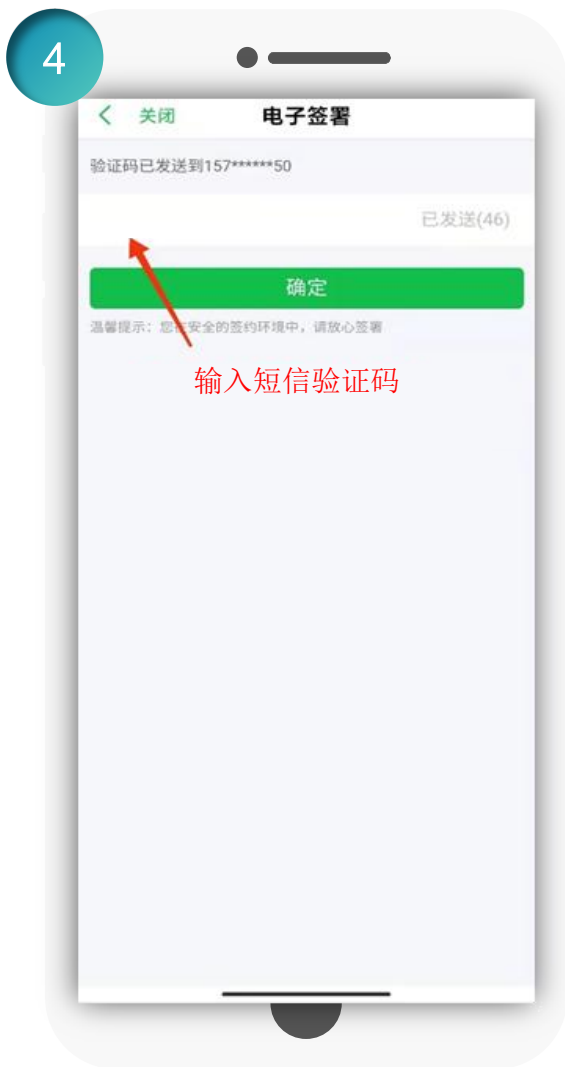 4
关闭 电子签署
验证码已发送到157******50
已发送(46)
确定
温馨提示：您在安全的签约环境中，请放心签署
输入短信验证码